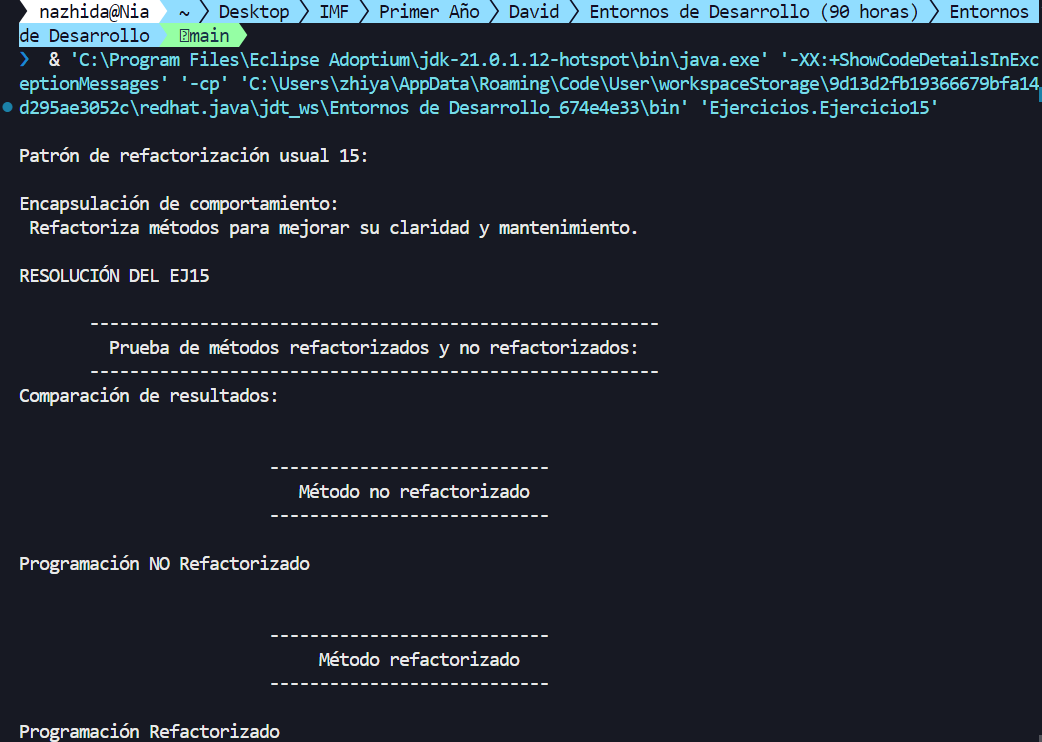 nazhida@Nia ~ Desktop IMF Primer Año David Entornos de Desarrollo (90 horas) Entornos
de Desarrollo main
❯ & 'C:\Program Files\Eclipse Adoptium\jdk-21.0.1.12-hotspot\bin\java.exe' '-XX:+ShowCodeDetailsInExc
eptionMessages' '-cp' 'C:\Users\zhiya\AppData\Roaming\Code\User\workspaceStorage\9d13d2fb19366679bfa14
d295ae3052c\redhat.java\jdt_ws\Entornos de Desarrollo_674e4e33\bin' 'Ejercicios.Ejercicio15'
Patrón de refactorización usual 15:
Encapsulación de comportamiento:
Refactoriza métodos para mejorar su claridad y mantenimiento.
RESOLUCIÓN DEL EJ15
---------------------------------------------------------
Prueba de métodos refactorizados y no refactorizados:
---------------------------------------------------------
Comparación de resultados:
----------------------------
Método no refactorizado
----------------------------
Programación NO Refactorizado
----------------------------
Método refactorizado
----------------------------
Programación Refactorizado